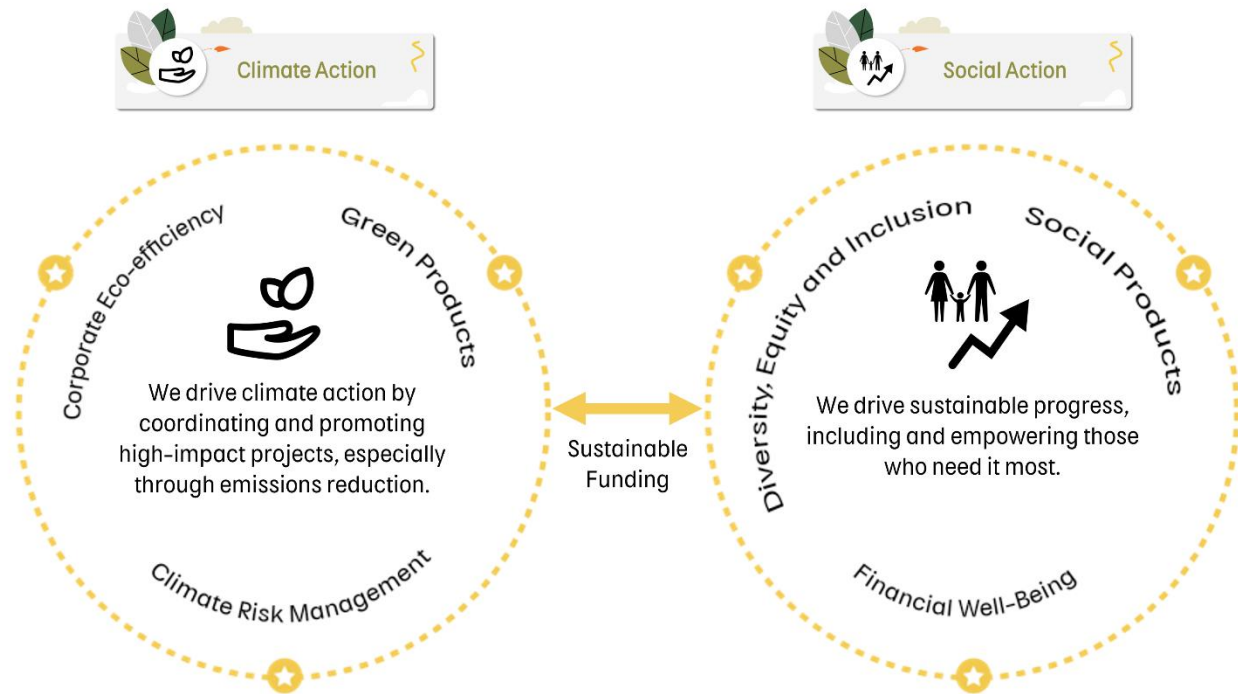 Climate Action
Social Action
Corporate Eco-efficiency
Green Products
We drive climate action by
coordinating and promoting
high-impact projects, especially
through emissions reduction.
Climate Risk Management
Sustainable
Funding
Diversity, Equity and Inclusion
Social Products
We drive sustainable progress,
including and empowering those
who need it most.
Financial Well-Being